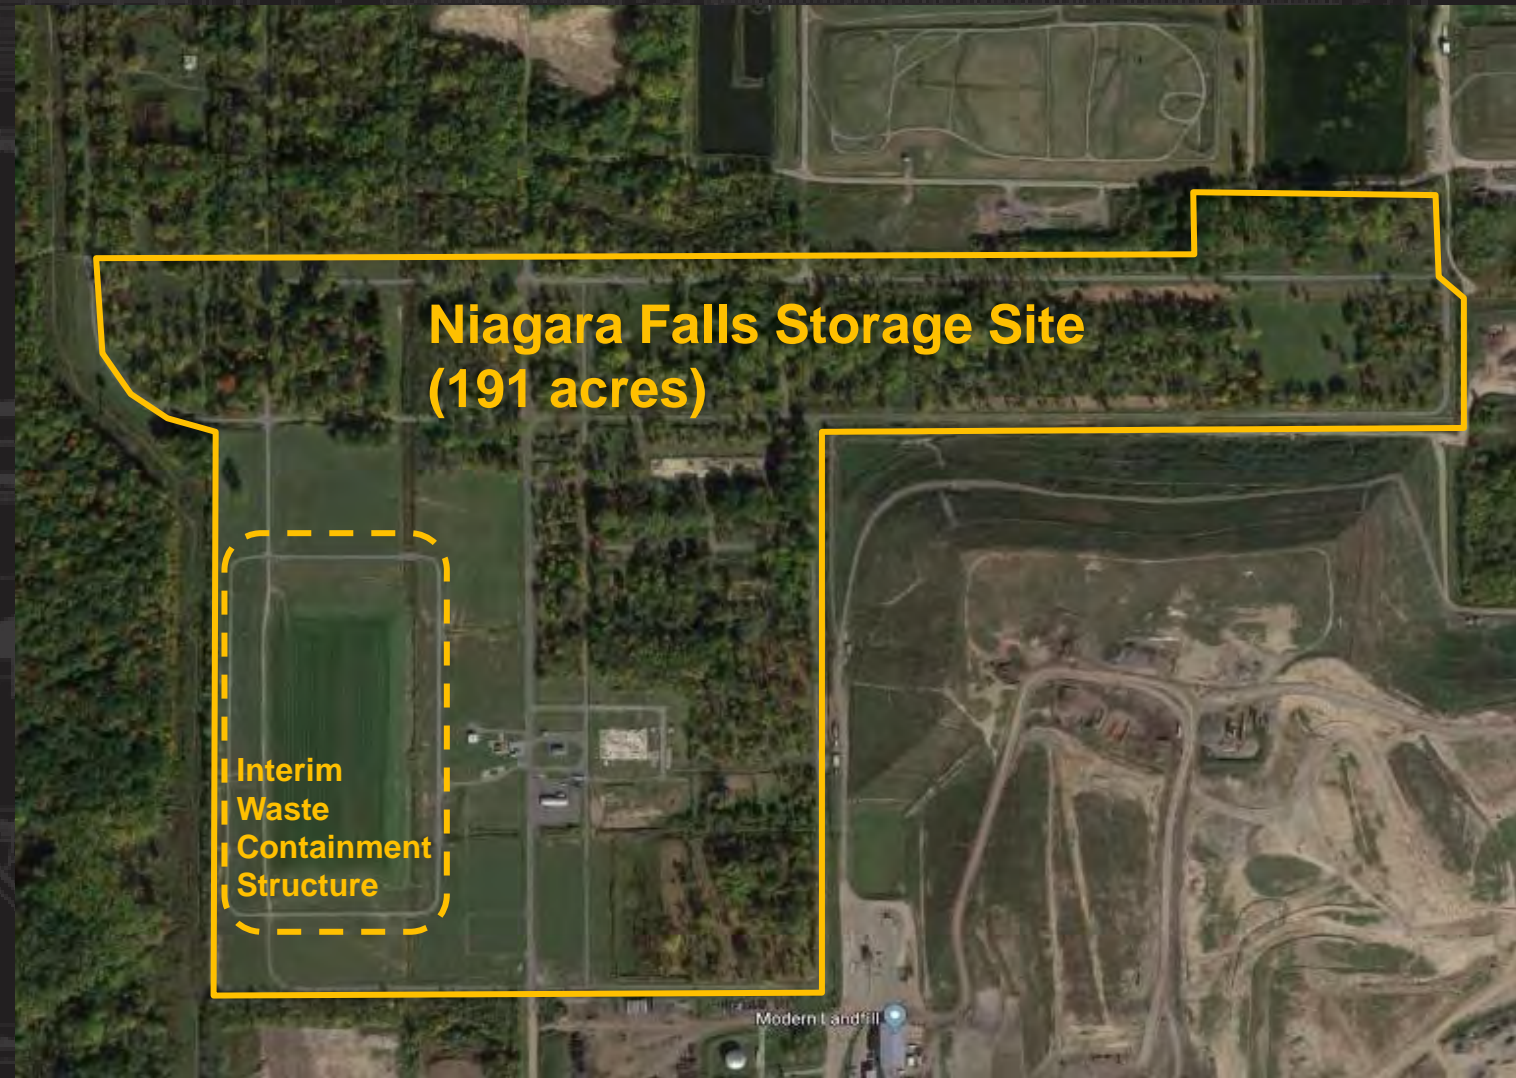 Niagara Falls Storage Site
(191 acres)
Interim
Waste
Containment
Structure
Modern Landfill